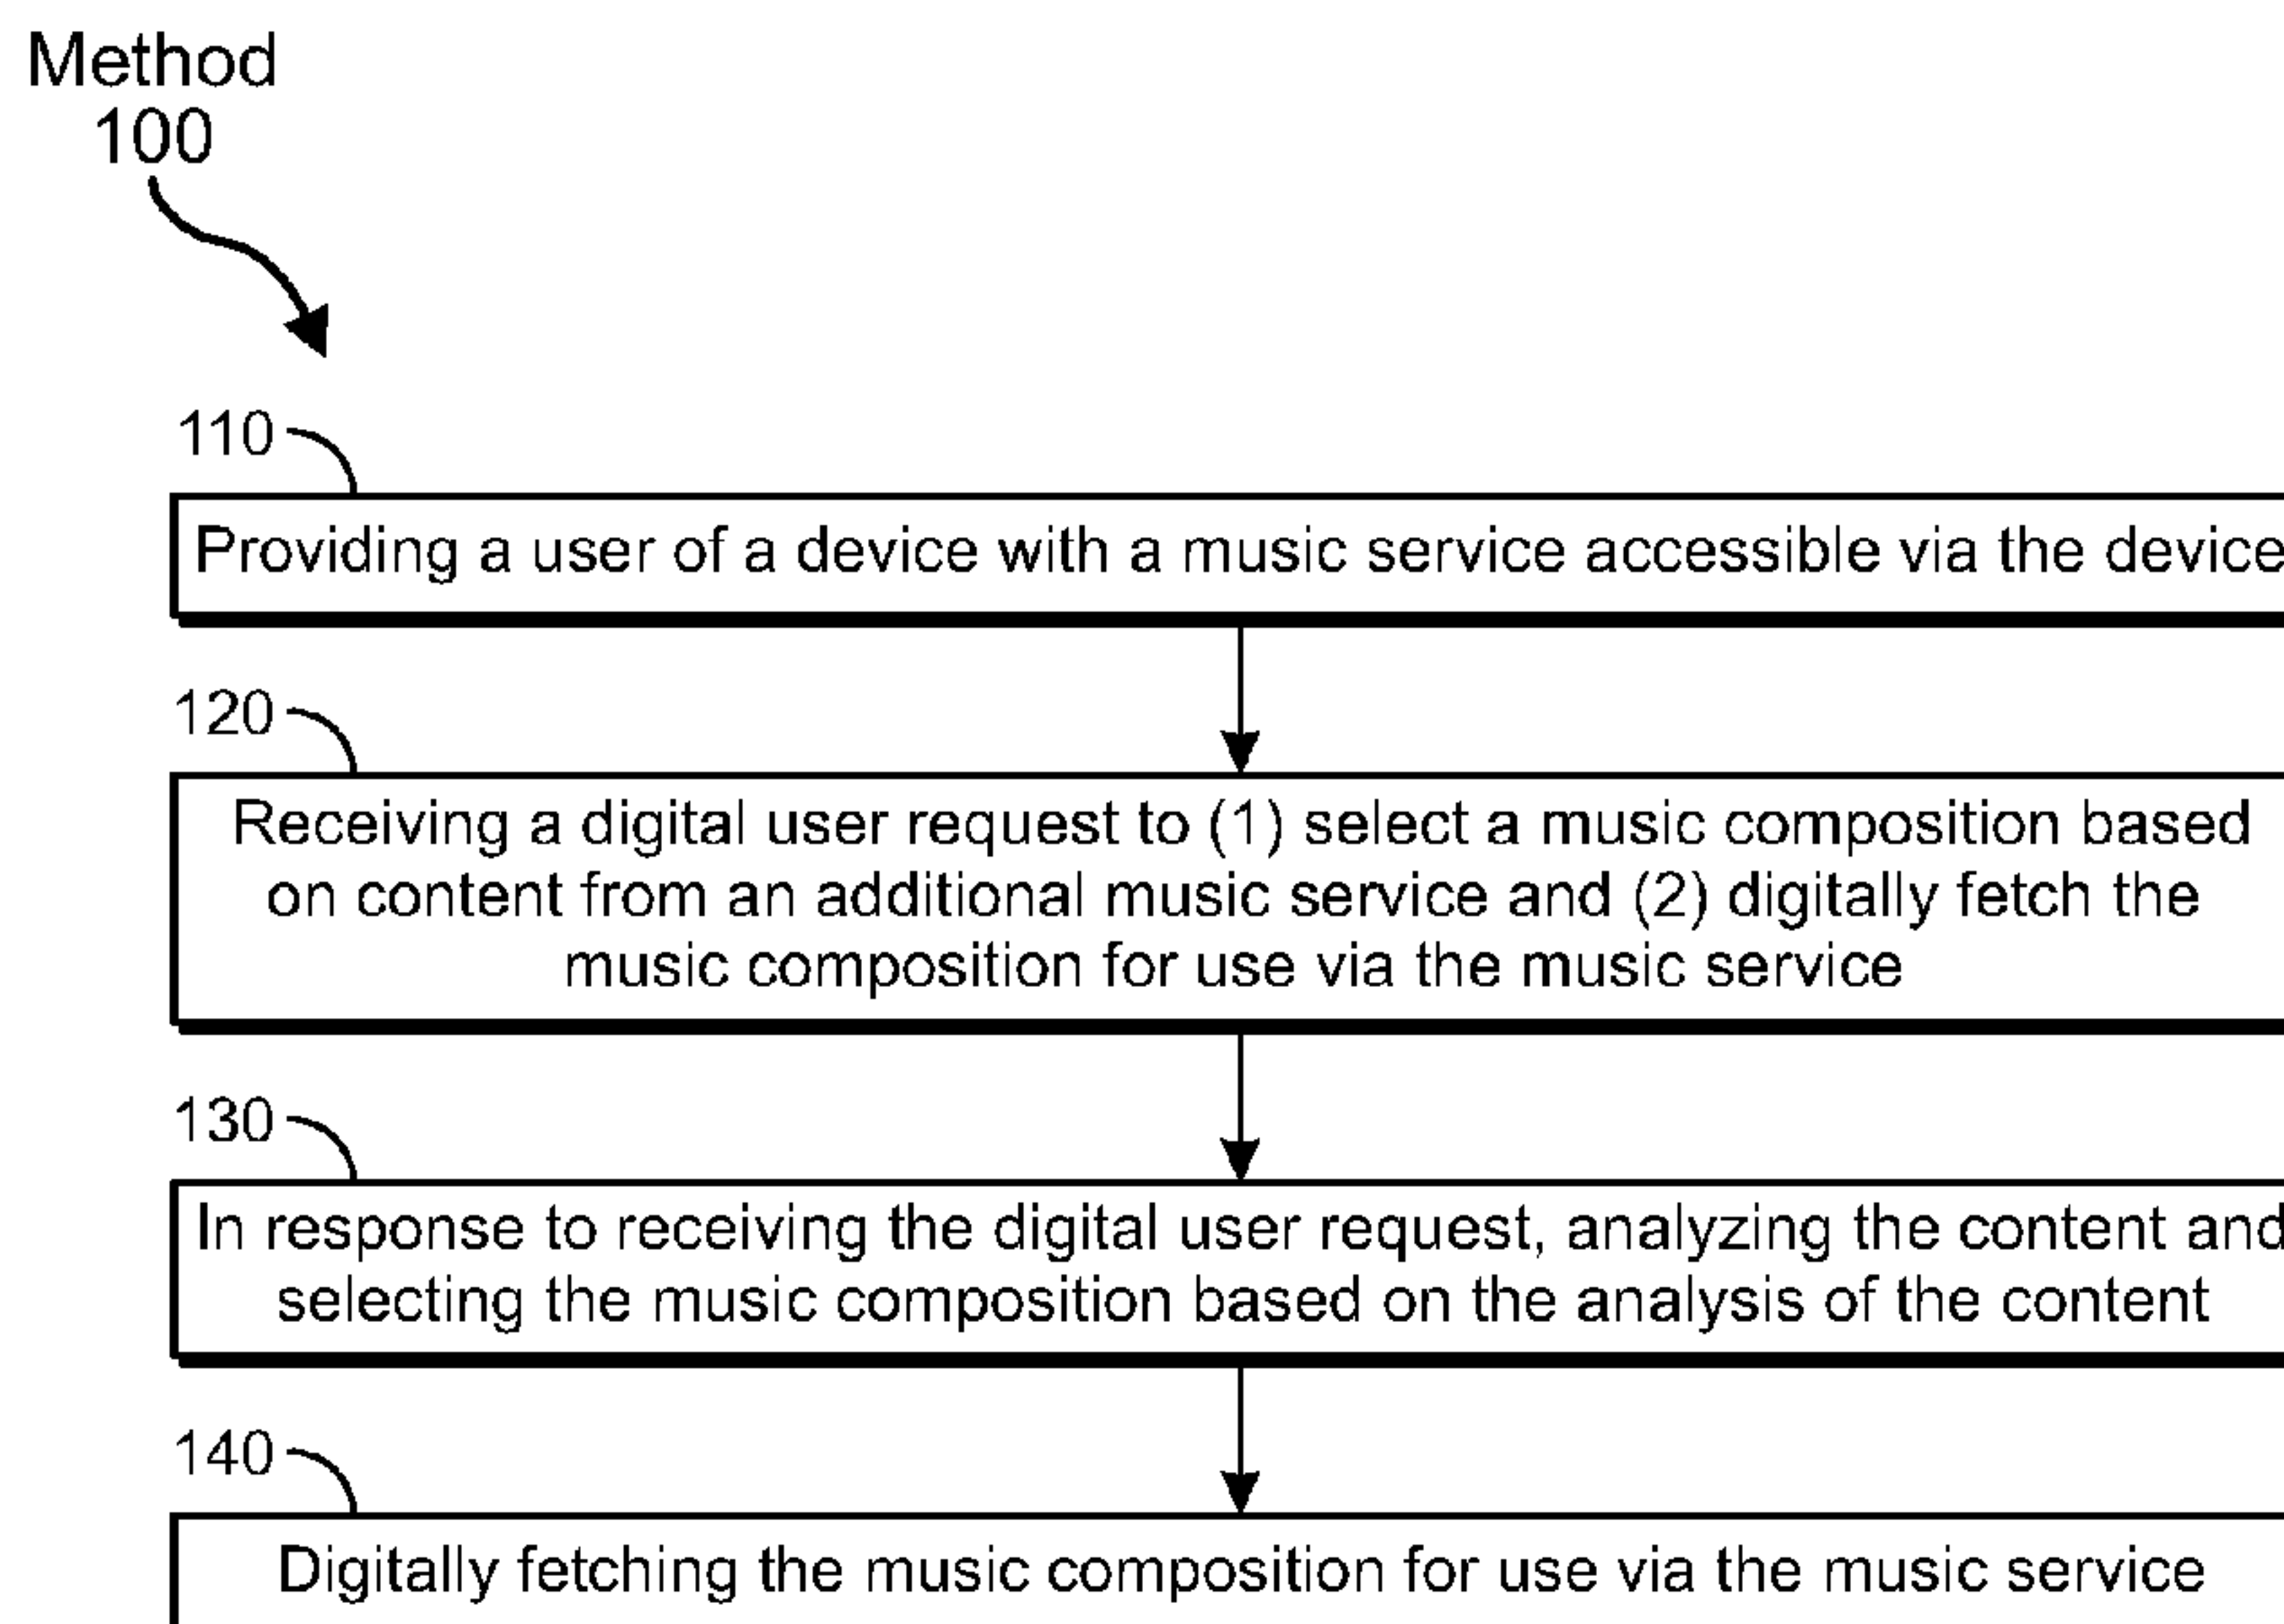 Method
100
110
Providing a user of a device with a music service accessible via the device
120
Receiving a digital user request to (1) select a music composition based
on content from an additional music service and (2) digitally fetch the
music composition for use via the music service
130
In response to receiving the digital user request, analyzing the content and
selecting the music composition based on the analysis of the content
140
Digitally fetching the music composition for use via the music service